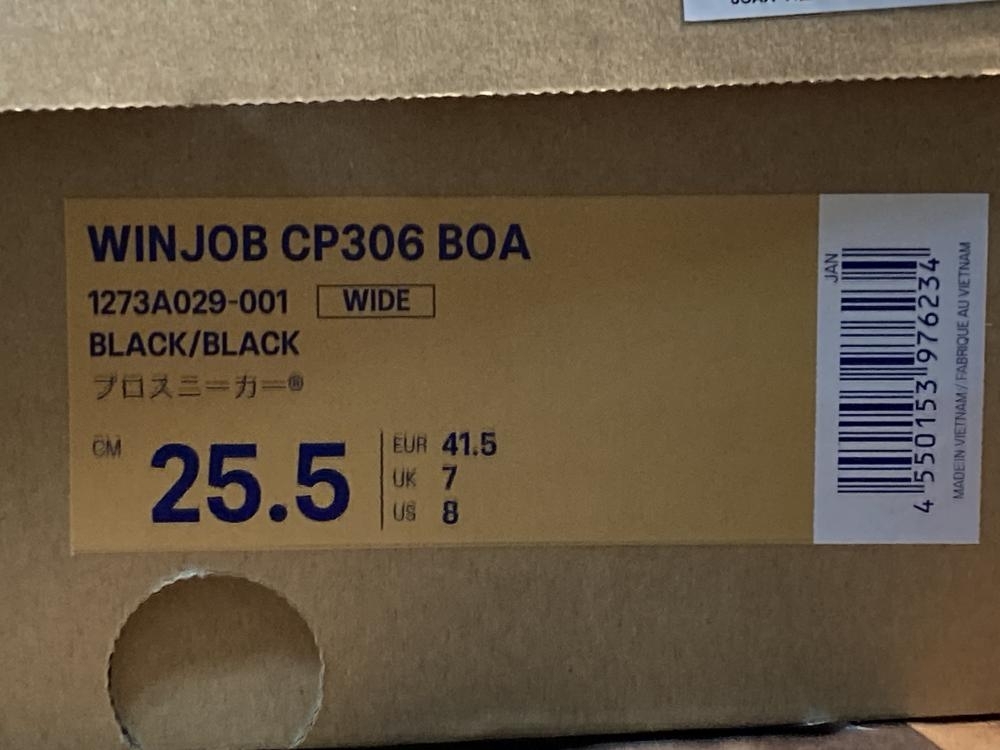 WINJOB CP306 BOA
1273A029-001 WIDE
BLACK/BLACK
プロスニーカー®
CM 25.5
EUR 41.5
UK 7
US 8
JAN
4 550153 976234
MADE IN VIETNAM / FABRIQUE AU VIETNAM